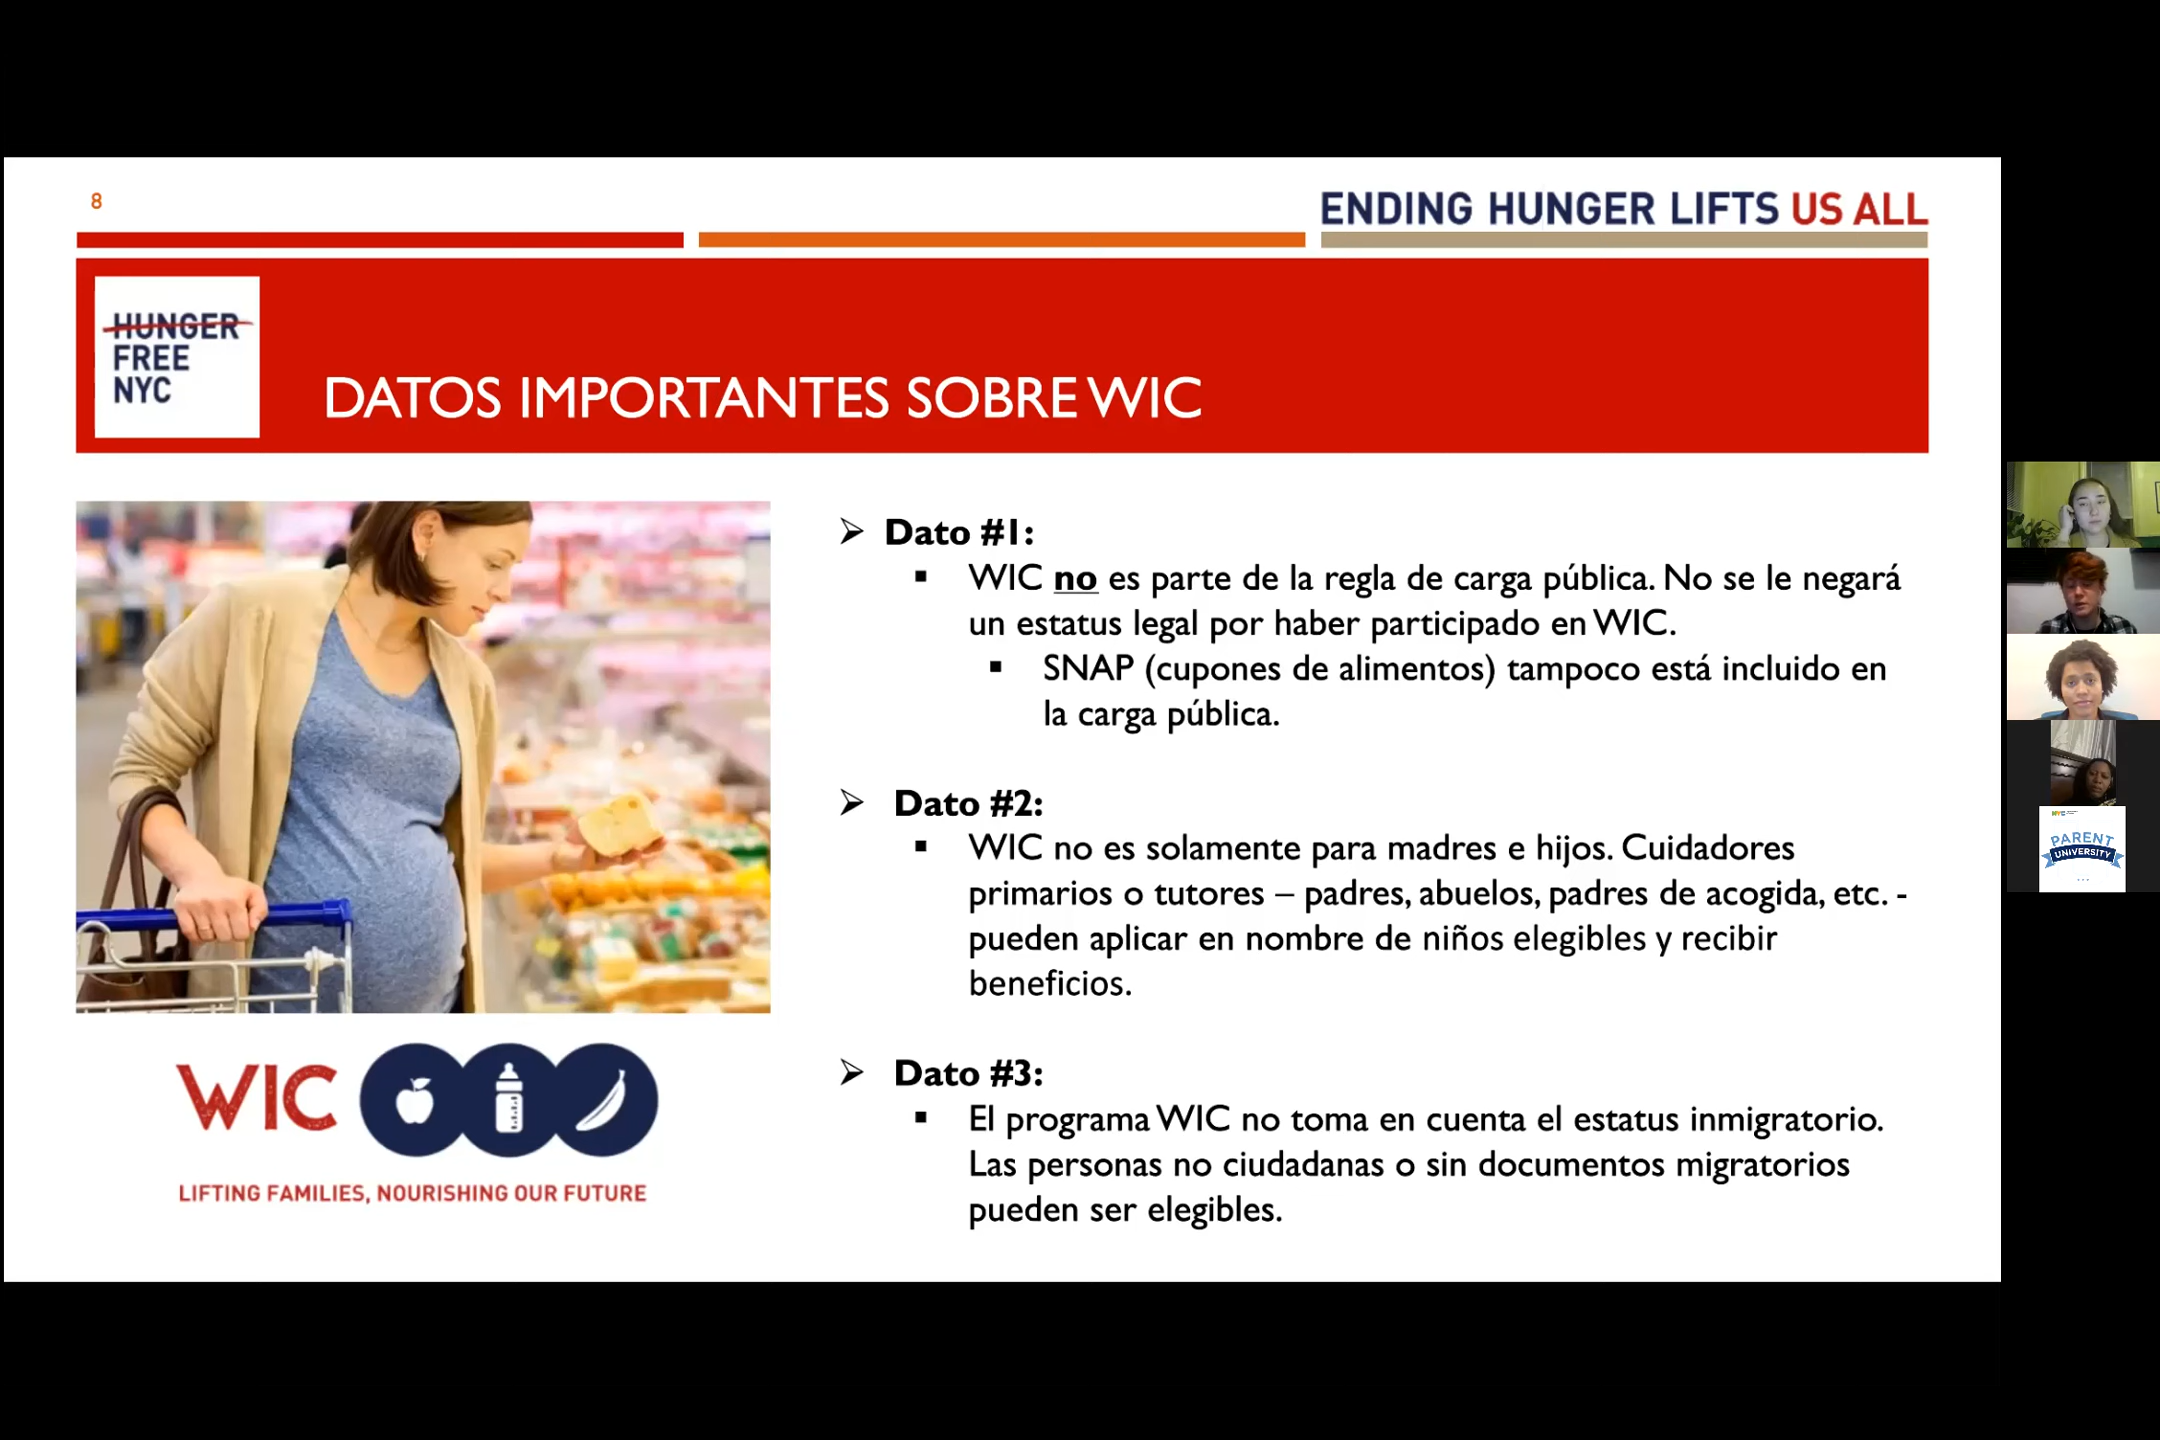 8
ENDING HUNGER LIFTS US ALL
HUNGER
FREE
NYC
DATOS IMPORTANTES SOBRE WIC
➢ Dato #1:
▪ WIC no es parte de la regla de carga pública. No se le negará
un estatus legal por haber participado en WIC.
▪ SNAP (cupones de alimentos) tampoco está incluido en
la carga pública.
➢ Dato #2:
▪ WIC no es solamente para madres e hijos. Cuidadores
primarios o tutores – padres, abuelos, padres de acogida, etc. -
pueden aplicar en nombre de niños elegibles y recibir
beneficios.
➢ Dato #3:
▪ El programa WIC no toma en cuenta el estatus inmigratorio.
Las personas no ciudadanas o sin documentos migratorios
pueden ser elegibles.
WIC
LIFTING FAMILIES, NOURISHING OUR FUTURE
PARENT
UNIVERSITY